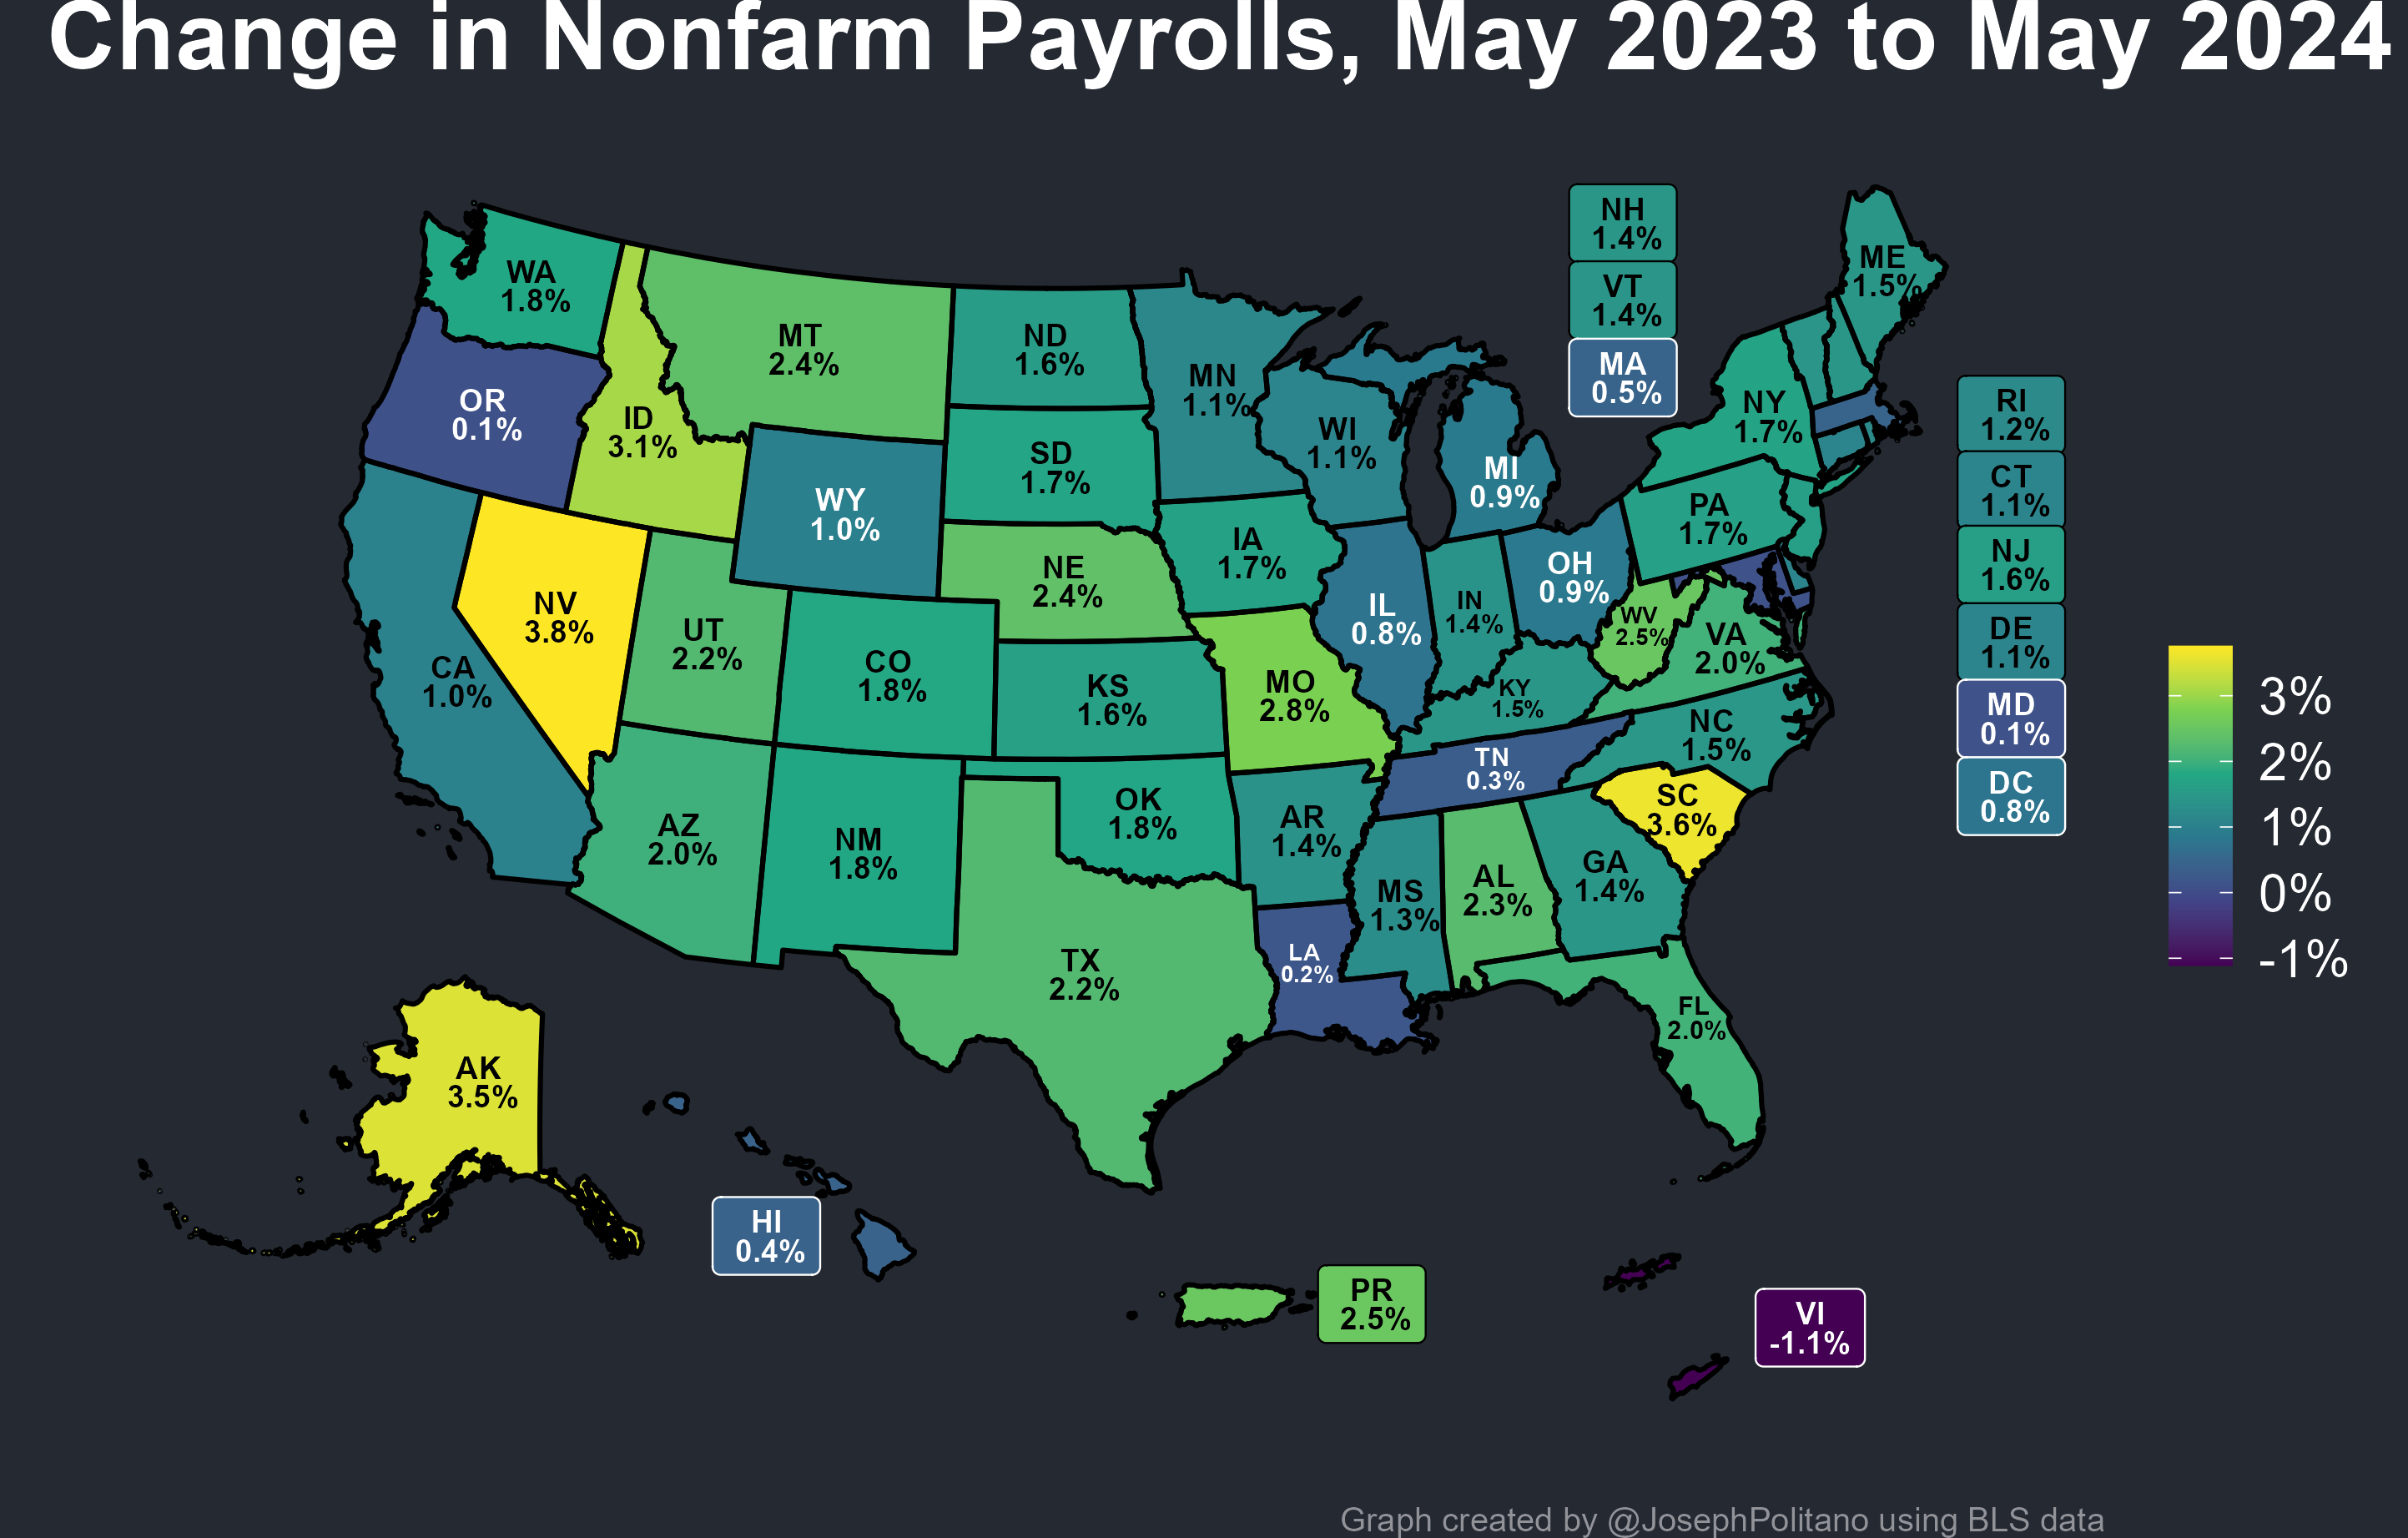 Change in Nonfarm Payrolls, May 2023 to May 2024
NH
1.4%
VT
1.4%
MA
0.5%
ME
1.5%
WA
1.8%
MT
2.4%
ND
1.6%
MN
1.1%
OR
0.1%
ID
3.1%
WI
1.1%
NY
1.7%
RI
1.2%
SD
1.7%
MI
0.9%
CT
1.1%
WY
1.0%
PA
1.7%
IA
1.7%
NJ
1.6%
NE
2.4%
OH
0.9%
NV
3.8%
UT
2.2%
IL
0.8%
IN
1.4%
WV
2.5%
VA
2.0%
DE
1.1%
CA
1.0%
CO
1.8%
KS
1.6%
MO
2.8%
KY
1.5%
NC
1.5%
MD
0.1%
3%
2%
1%
0%
-1%
TN
0.3%
DC
0.8%
AZ
2.0%
NM
1.8%
OK
1.8%
AR
1.4%
SC
3.6%
MS
1.3%
AL
2.3%
GA
1.4%
TX
2.2%
LA
0.2%
FL
2.0%
AK
3.5%
HI
0.4%
PR
2.5%
VI
-1.1%
Graph created by @JosephPolitano using BLS data